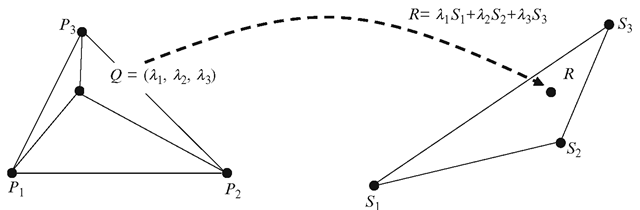 P₃
Q = (λ₁, λ₂, λ₃)
P₁
P₂
R= λ₁S₁+λ₂S₂+λ₃S₃
S₃
R
S₂
S₁